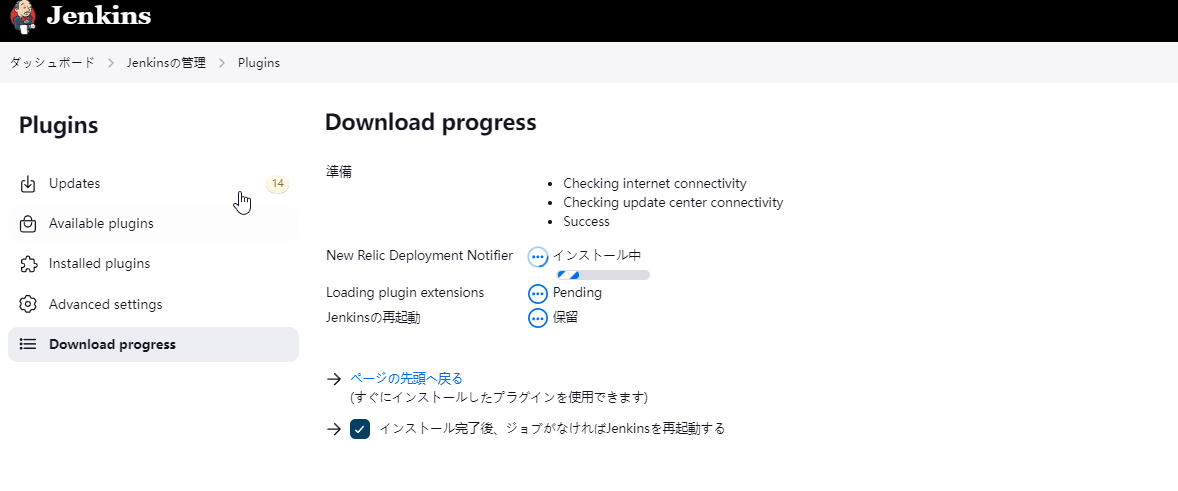 Jenkins
ダッシュボード
Jenkinsの管理
Plugins
Plugins
Updates
14
Available plugins
Installed plugins
Advanced settings
Download progress
Download progress
準備
Checking internet connectivity
Checking update center connectivity
Success
New Relic Deployment Notifier
インストール中
Loading plugin extensions
Pending
Jenkinsの再起動
保留
ページの先頭へ戻る
(すぐにインストールしたプラグインを使用できます)
インストール完了後、ジョブがなければJenkinsを再起動する